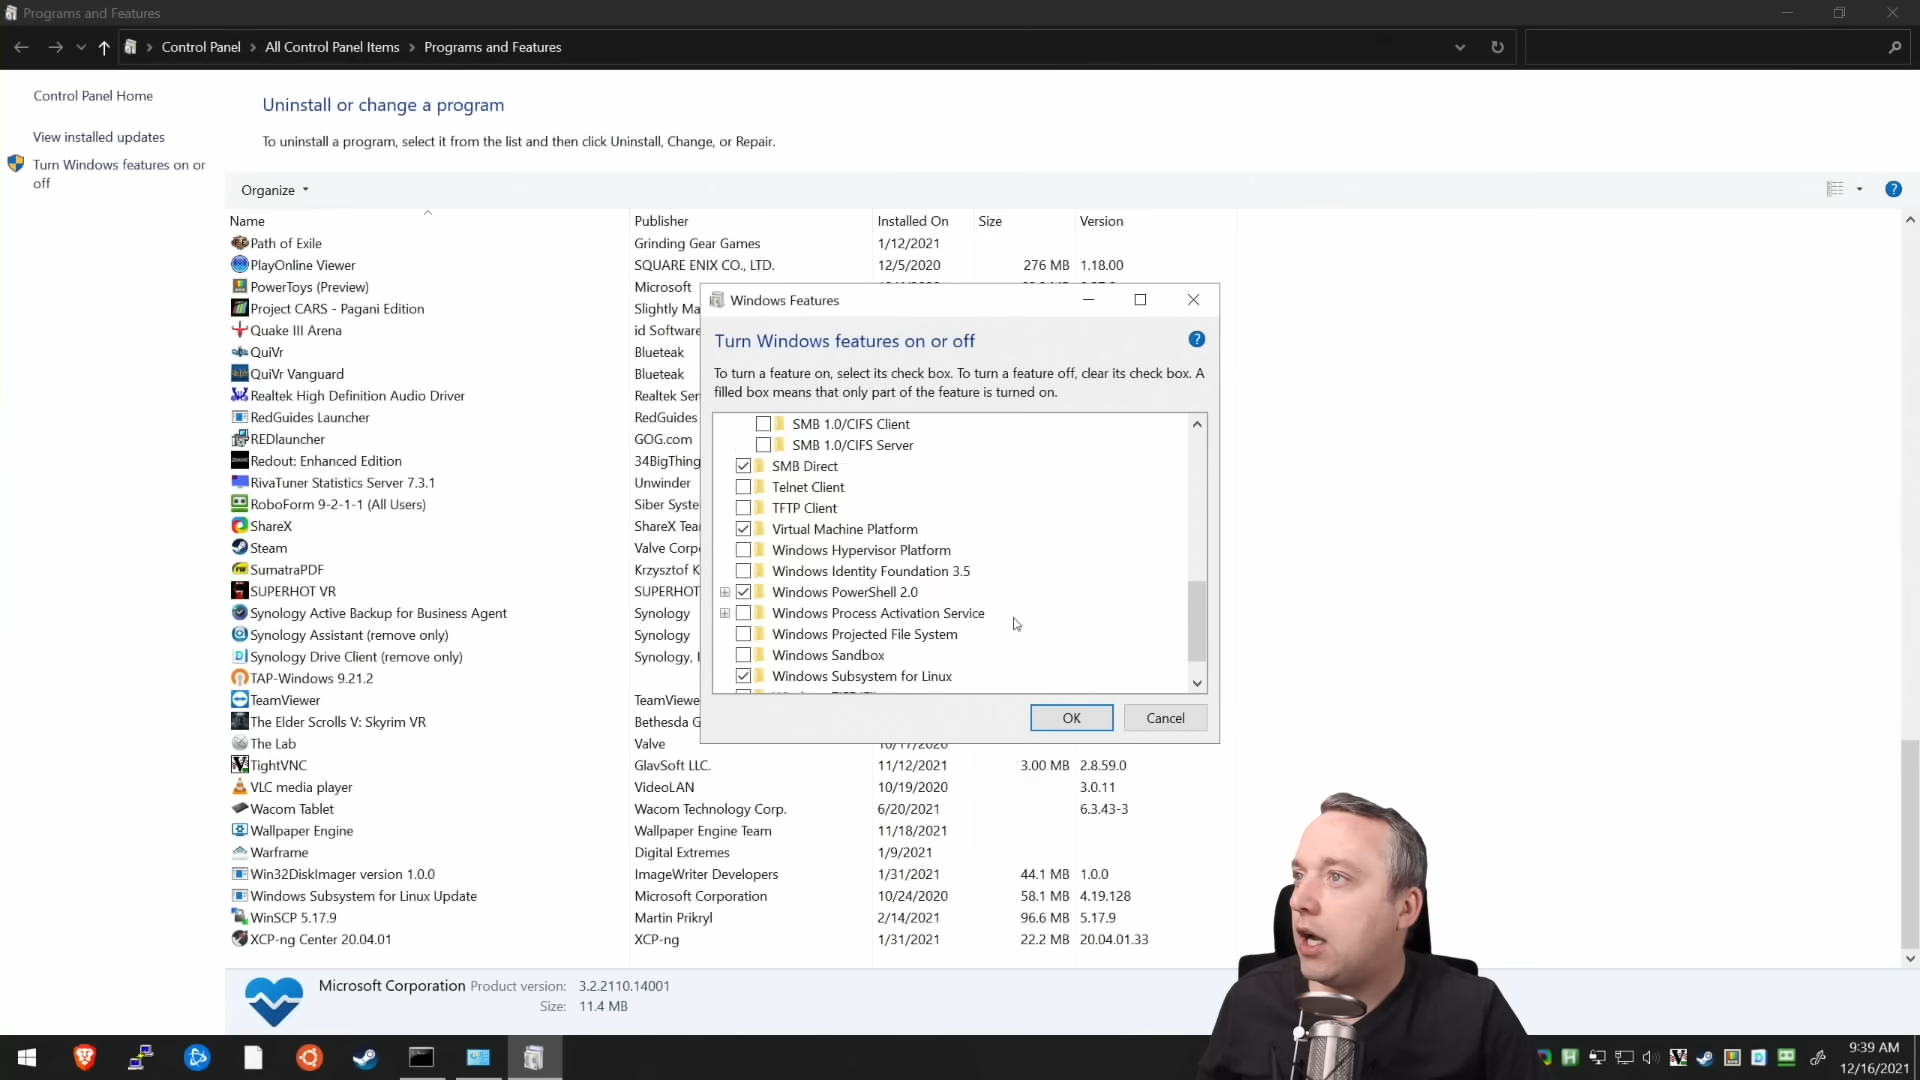 Programs and Features
Control Panel > All Control Panel Items > Programs and Features
Control Panel Home
View installed updates
Turn Windows features on or
off
Uninstall or change a program
To uninstall a program, select it from the list and then click Uninstall, Change, or Repair.
Organize
Name Publisher Installed On Size Version
Path of Exile Grinding Gear Games 1/12/2021
PlayOnline Viewer SQUARE ENIX CO., LTD. 12/5/2020 276 MB 1.18.00
PowerToys (Preview) Microsoft
Project CARS - Pagani Edition Slightly Ma
Quake III Arena id Software
QuiVr Blueteak
QuiVr Vanguard Blueteak
Realtek High Definition Audio Driver Realtek Ser
RedGuides Launcher RedGuides
REDlauncher GOG.com
Redout: Enhanced Edition 34BigThing
RivaTuner Statistics Server 7.3.1 Unwinder
RoboForm 9-2-1-1 (All Users) Siber Syste
ShareX ShareX Tea
Steam Valve Corp
SumatraPDF Krzysztof K
SUPERHOT VR SUPERHOT
Synology Active Backup for Business Agent Synology
Synology Assistant (remove only) Synology
Synology Drive Client (remove only) Synology, I
TAP-Windows 9.21.2
TeamViewer TeamViewe
The Elder Scrolls V: Skyrim VR Bethesda G
The Lab Valve 10/17/2020
TightVNC GlavSoft LLC. 11/12/2021 3.00 MB 2.8.59.0
VLC media player VideoLAN 10/19/2020 3.0.11
Wacom Tablet Wacom Technology Corp. 6/20/2021 6.3.43-3
Wallpaper Engine Wallpaper Engine Team 11/18/2021
Warframe Digital Extremes 1/9/2021
Win32DiskImager version 1.0.0 ImageWriter Developers 1/31/2021 44.1 MB 1.0.0
Windows Subsystem for Linux Update Microsoft Corporation 10/24/2020 58.1 MB 4.19.128
WinSCP 5.17.9 Martin Prikryl 2/14/2021 96.6 MB 5.17.9
XCP-ng Center 20.04.01 XCP-ng 1/31/2021 22.2 MB 20.04.01.33
Windows Features
Turn Windows features on or off
To turn a feature on, select its check box. To turn a feature off, clear its check box. A
filled box means that only part of the feature is turned on.
SMB 1.0/CIFS Client
SMB 1.0/CIFS Server
SMB Direct
Telnet Client
TFTP Client
Virtual Machine Platform
Windows Hypervisor Platform
Windows Identity Foundation 3.5
Windows PowerShell 2.0
Windows Process Activation Service
Windows Projected File System
Windows Sandbox
Windows Subsystem for Linux
OK Cancel
Microsoft Corporation Product version: 3.2.2110.14001
Size: 11.4 MB
9:39 AM
12/16/2021